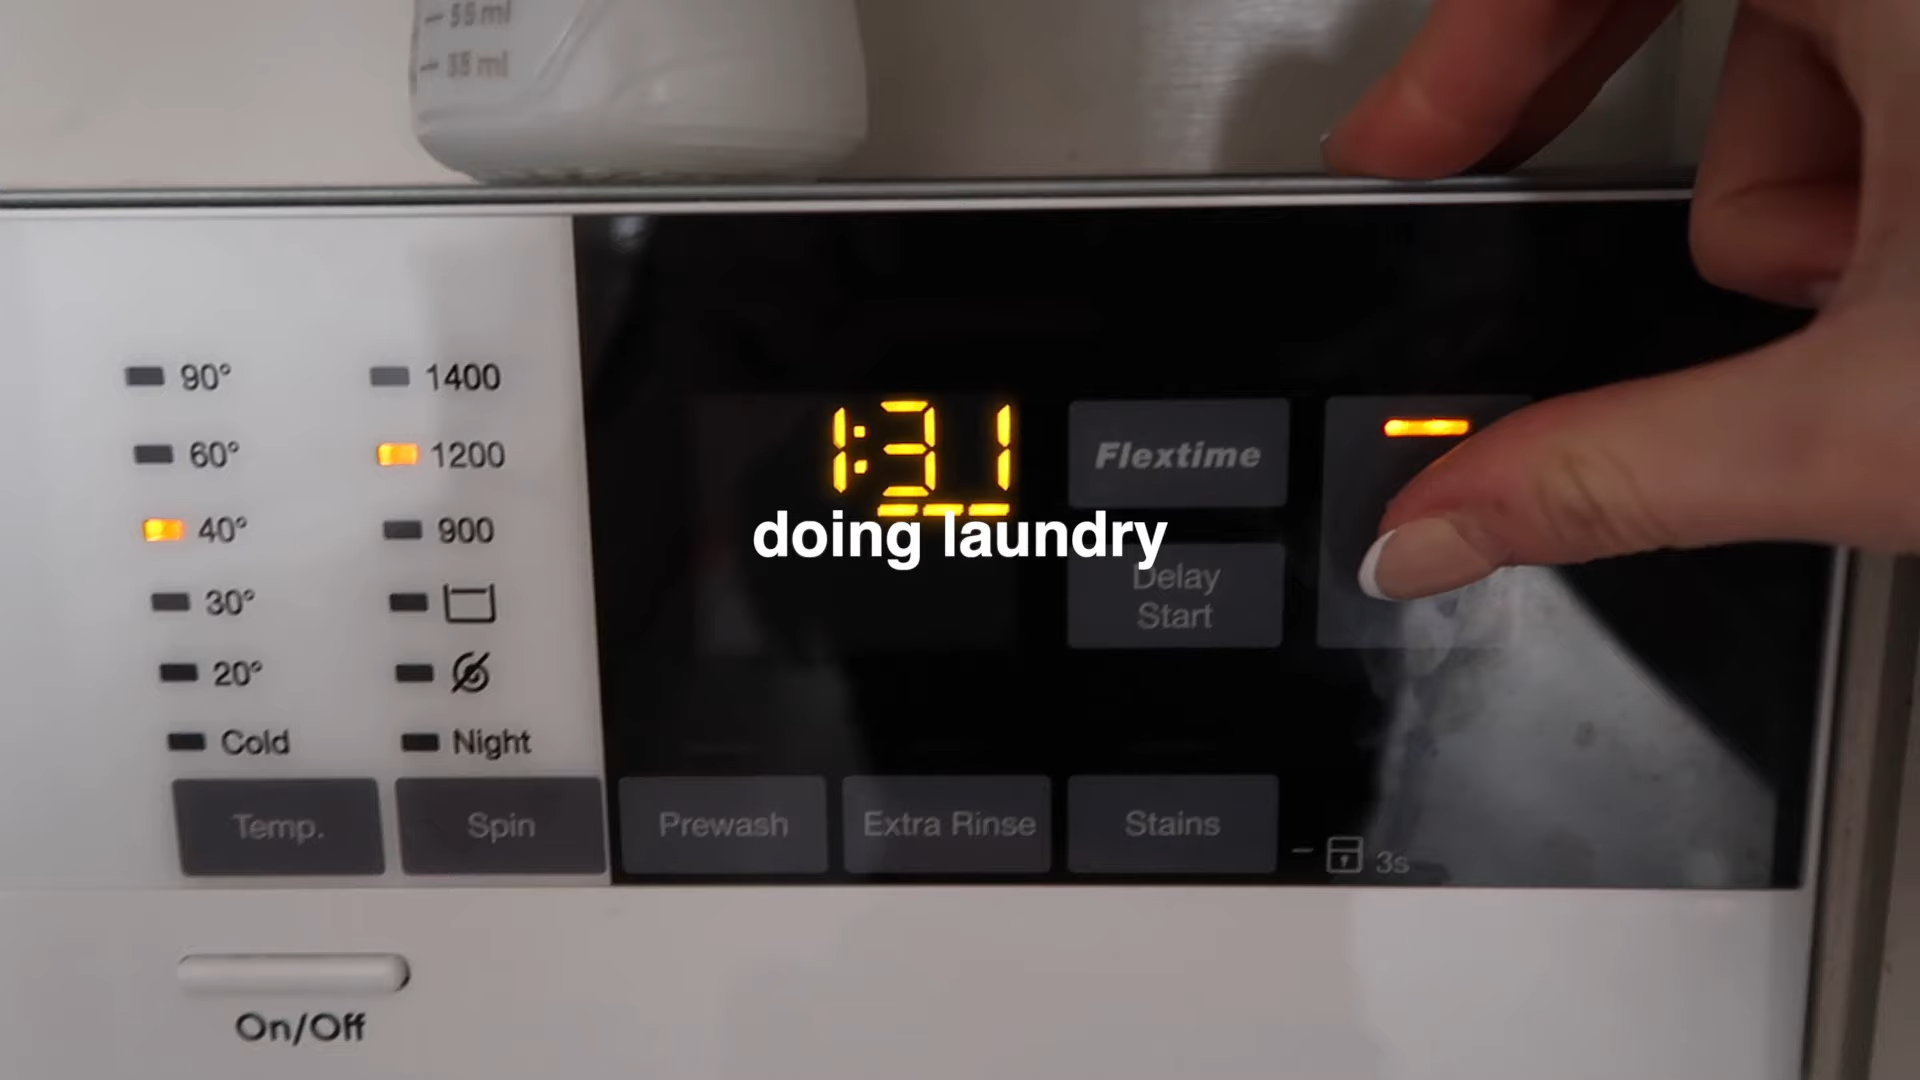 55 ml
35 ml
90°
1400
60°
1200
40°
900
30°
20°
Cold
Night
Temp.
Spin
1:31
Flextime
doing laundry
Delay
Start
Prewash
Extra Rinse
Stains
3s
On/Off